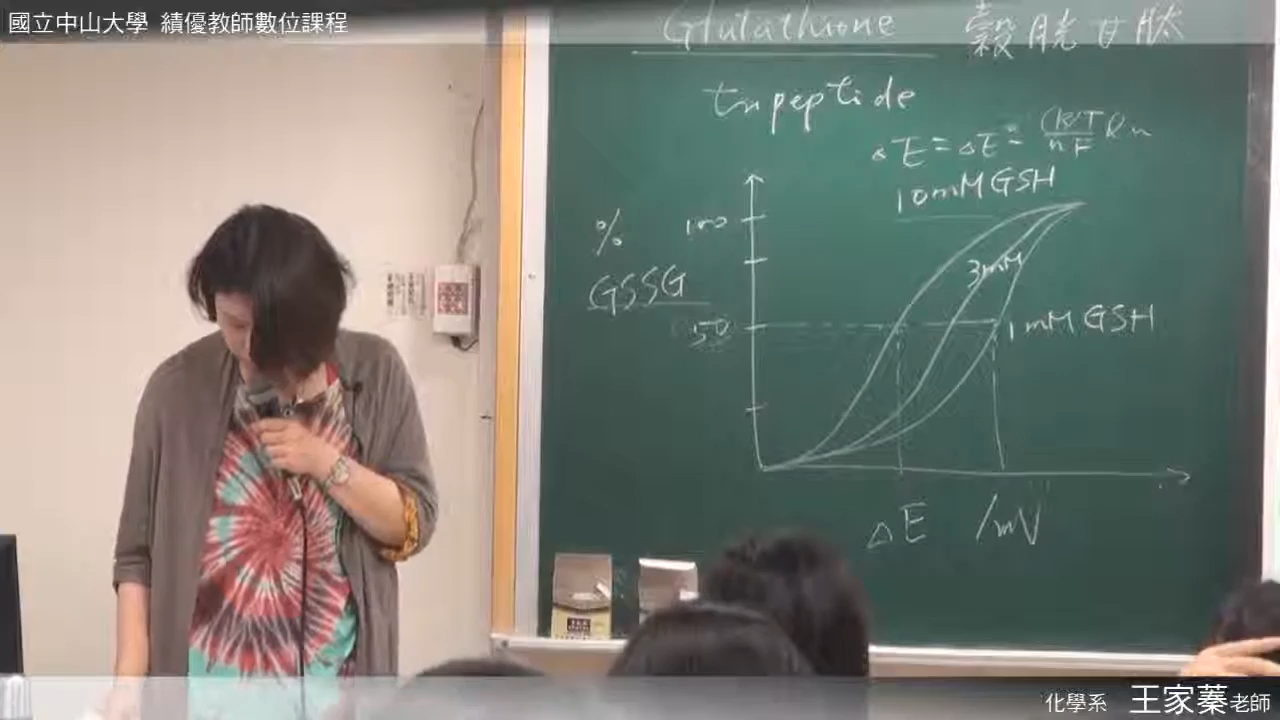 國立中山大學 績優教師數位課程
Glutathione 穀胱甘肽
tripeptide
ΔE = ΔE° = RT/nF ln
10mM GSH
%
100
3mM
GSSG
50
1mM GSH
ΔE /mV
化學系 王家蓁老師